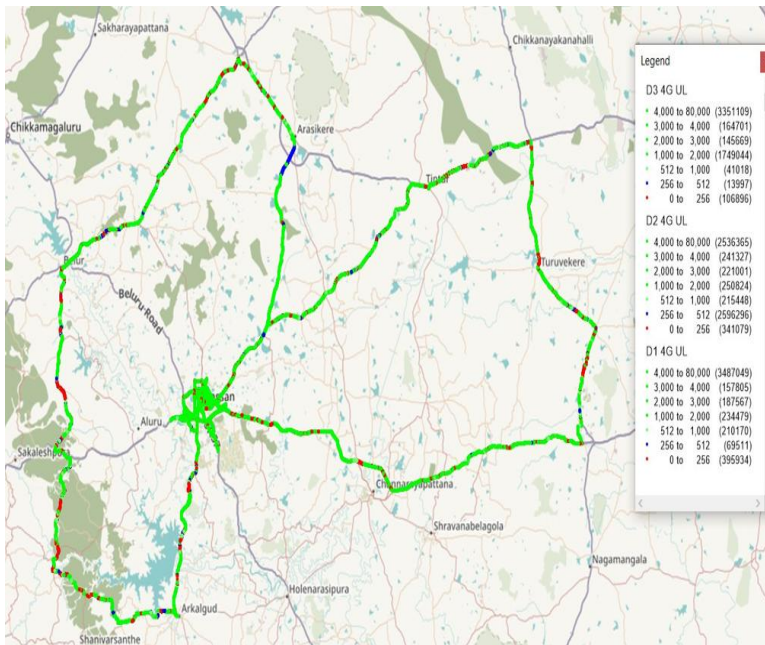 Sakharayapattana
Chikkanayakanahalli
Chikkamagaluru
Arasikere
Tiptur
Turuvekere
Belur
Beluru Road
Aluru
Sakaleshpura
Channarayapattana
Shravanabelagola
Nagamangala
Holenarasipura
Arkalgud
Shanivarsanthe
Legend
D3 4G UL
4,000 to 80,000 (3351109)
3,000 to 4,000 (164701)
2,000 to 3,000 (145669)
1,000 to 2,000 (1749044)
512 to 1,000 (41018)
256 to 512 (13997)
0 to 256 (106896)
D2 4G UL
4,000 to 80,000 (2536365)
3,000 to 4,000 (241327)
2,000 to 3,000 (221001)
1,000 to 2,000 (250824)
512 to 1,000 (215448)
256 to 512 (2596296)
0 to 256 (341079)
D1 4G UL
4,000 to 80,000 (3487049)
3,000 to 4,000 (157805)
2,000 to 3,000 (187567)
1,000 to 2,000 (234479)
512 to 1,000 (210170)
256 to 512 (69511)
0 to 256 (395934)